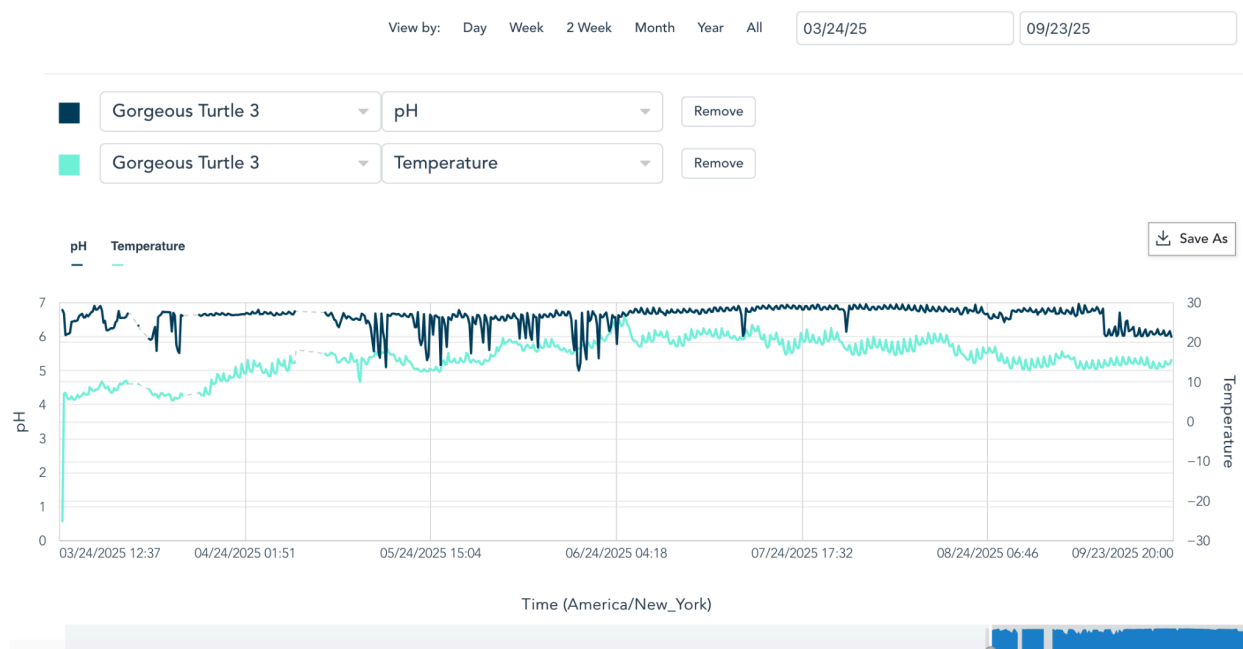 View by: Day Week 2 Week Month Year All 03/24/25 09/23/25
Gorgeous Turtle 3 pH Remove
Gorgeous Turtle 3 Temperature Remove
pH Temperature
Save As
7 30
6 20
5 10
4 0
3 −10
2 −20
1 −30
0
pH
Temperature
03/24/2025 12:37 04/24/2025 01:51 05/24/2025 15:04 06/24/2025 04:18 07/24/2025 17:32 08/24/2025 06:46 09/23/2025 20:00
Time (America/New_York)